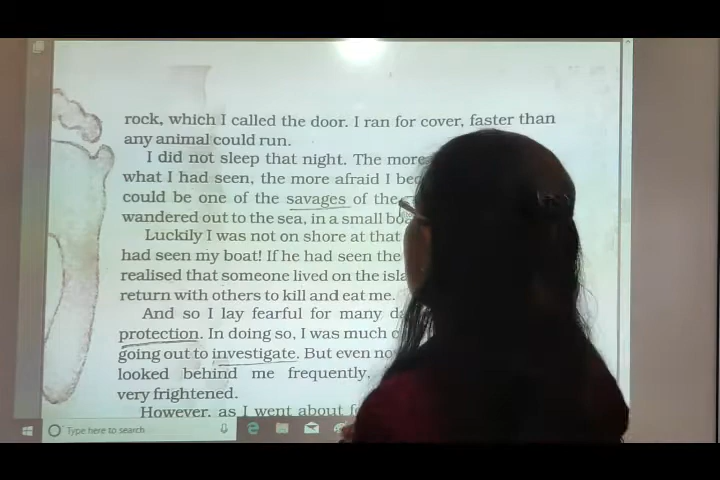 rock, which I called the door. I ran for cover, faster than
any animal could run.
I did not sleep that night. The more
what I had seen, the more afraid I
could be one of the savages of the
wandered out to the sea, in a small
Luckily I was not on shore at that
had seen my boat! If he had seen the
realised that someone lived on the
return with others to kill and eat me.
And so I lay fearful for many
protection. In doing so, I was much
going out to investigate. But even
looked behind me frequently,
very frightened.
However, as I went about
Type here to search